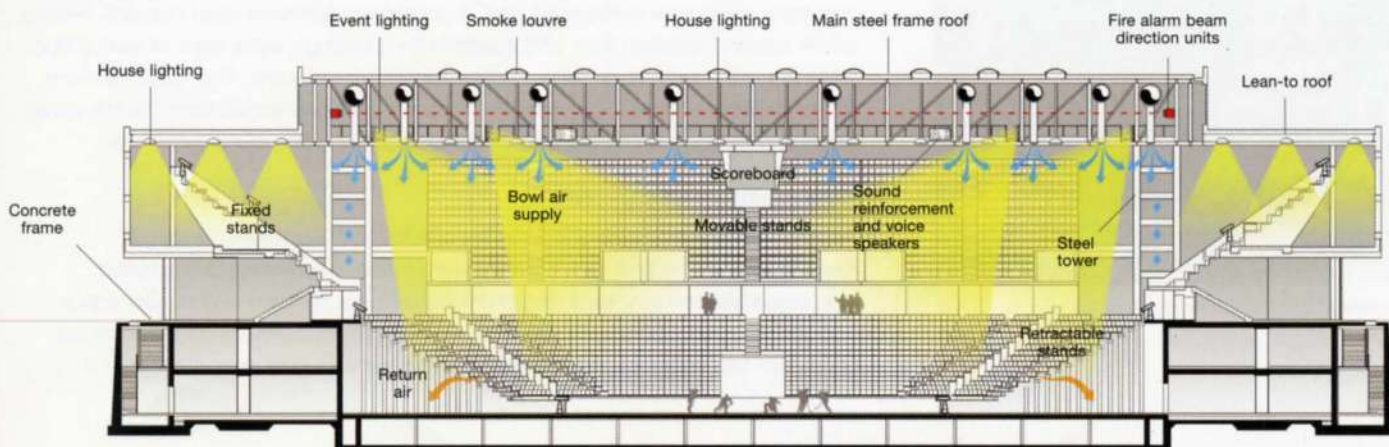 Event lighting
Smoke louvre
House lighting
Main steel frame roof
Fire alarm beam
direction units
House lighting
Lean-to roof
Concrete
frame
Fixed
stands
Bowl air
supply
Scoreboard
Movable stands
Sound
reinforcement
and voice
speakers
Steel
tower
Return
air
Retractable
stands